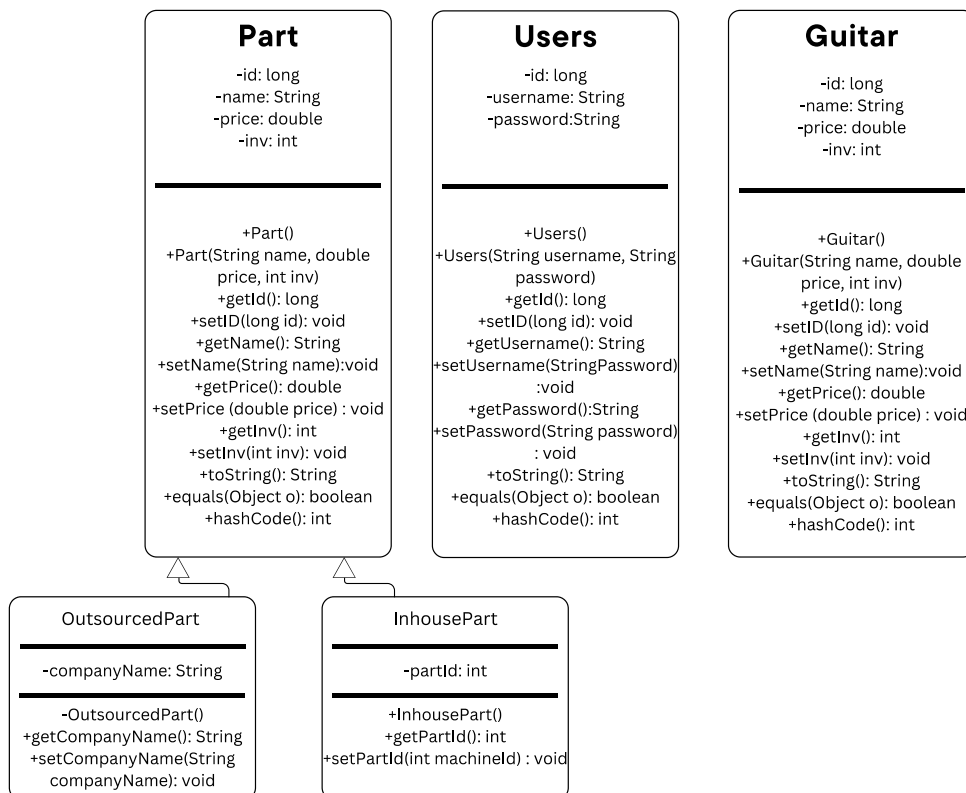 Part
-id: long
-name: String
-price: double
-inv: int
+Part()
+Part(String name, double
price, int inv)
+getId(): long
+setID(long id): void
+getName(): String
+setName(String name):void
+getPrice(): double
+setPrice (double price) : void
+getInv(): int
+setInv(int inv): void
+toString(): String
+equals(Object o): boolean
+hashCode(): int
Users
-id: long
-username: String
-password:String
+Users()
+Users(String username, String
password)
+getId(): long
+setID(long id): void
+getUsername(): String
+setUsername(StringPassword)
:void
+getPassword():String
+setPassword(String password)
: void
+toString(): String
+equals(Object o): boolean
+hashCode(): int
Guitar
-id: long
-name: String
-price: double
-inv: int
+Guitar()
+Guitar(String name, double
price, int inv)
+getId(): long
+setID(long id): void
+getName(): String
+setName(String name):void
+getPrice(): double
+setPrice (double price) : void
+getInv(): int
+setInv(int inv): void
+toString(): String
+equals(Object o): boolean
+hashCode(): int
OutsourcedPart
-companyName: String
-OutsourcedPart()
+getCompanyName(): String
+setCompanyName(String
companyName): void
InhousePart
-partId: int
+InhousePart()
+getPartId(): int
+setPartId(int machineId) : void